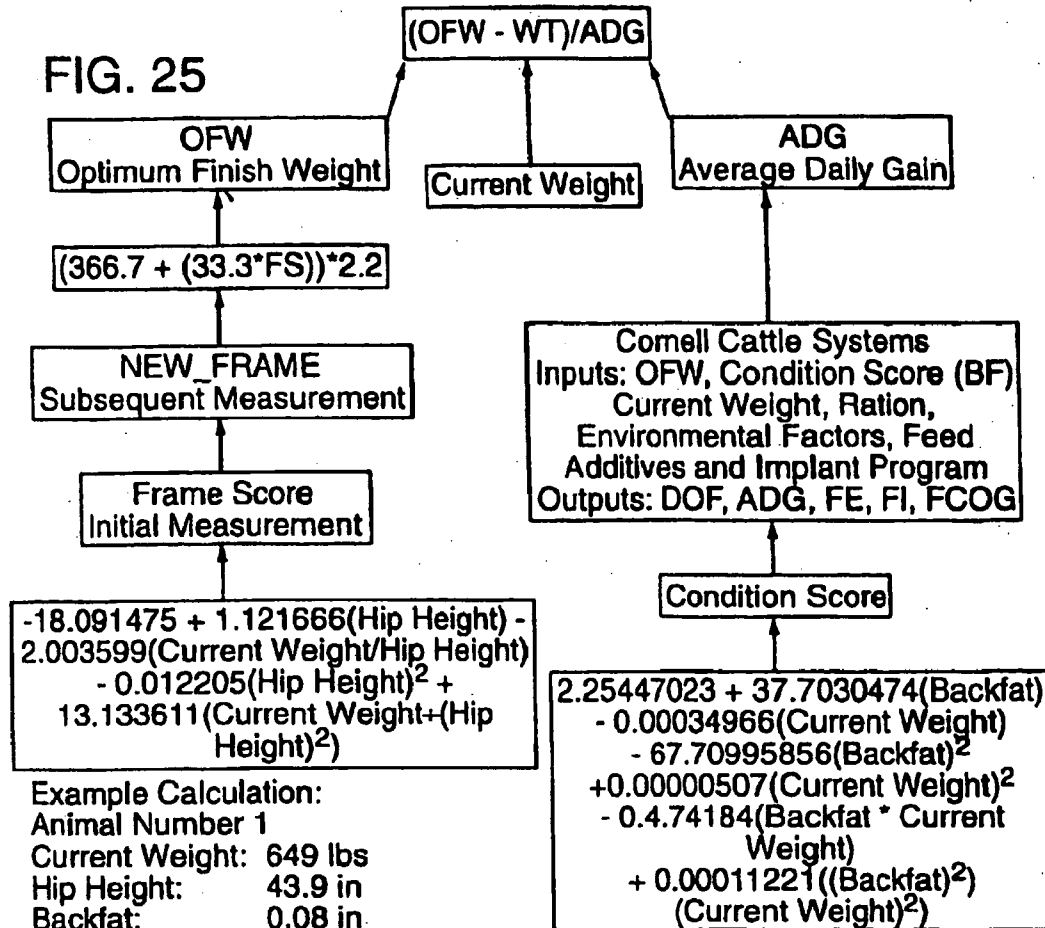 (OFW - WT)/ADG
FIG. 25
OFW
Optimum Finish Weight
Current Weight
ADG
Average Daily Gain
(366.7 + (33.3*FS))*2.2
NEW_FRAME
Subsequent Measurement
Frame Score
Initial Measurement
-18.091475 + 1.121666(Hip Height) -
2.003599(Current Weight/Hip Height)
- 0.012205(Hip Height)2 +
13.133611(Current Weight+(Hip
Height)2)
Cornell Cattle Systems
Inputs: OFW, Condition Score (BF)
Current Weight, Ration,
Environmental Factors, Feed
Additives and Implant Program
Outputs: DOF, ADG, FE, FI, FCOG
Condition Score
2.25447023 + 37.7030474(Backfat)
- 0.00034966(Current Weight)
- 67.70995856(Backfat)2
+0.00000507(Current Weight)2
- 0.4.74184(Backfat * Current
Weight)
+ 0.00011221((Backfat)2)
(Current Weight)2)
Example Calculation:
Animal Number 1
Current Weight: 649 lbs
Hip Height: 43.9 in
Backfat: 0.08 in